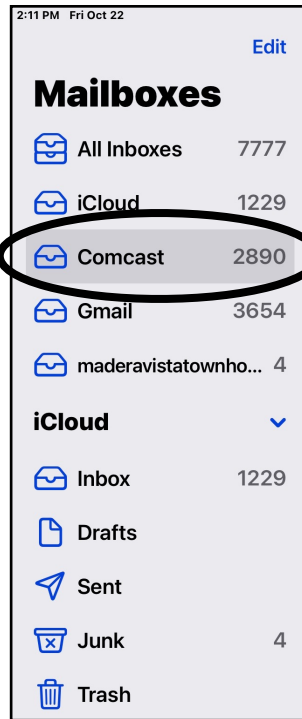 2:11 PM Fri Oct 22
Edit
Mailboxes
All Inboxes 7777
iCloud 1229
Comcast 2890
Gmail 3654
maderavistatownho... 4
iCloud
Inbox 1229
Drafts
Sent
Junk 4
Trash